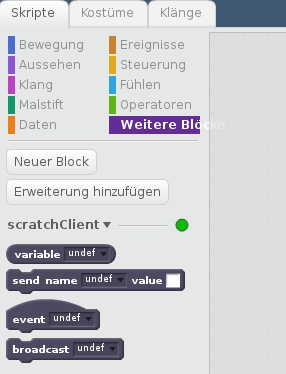 Skripte Kostüme Klänge
Bewegung Ereignisse
Aussehen Steuerung
Klang Fühlen
Malstift Operatoren
Daten Weitere Blöcke
Neuer Block
Erweiterung hinzufügen
scratchClient
variable undef
send name undef value
event undef
broadcast undef